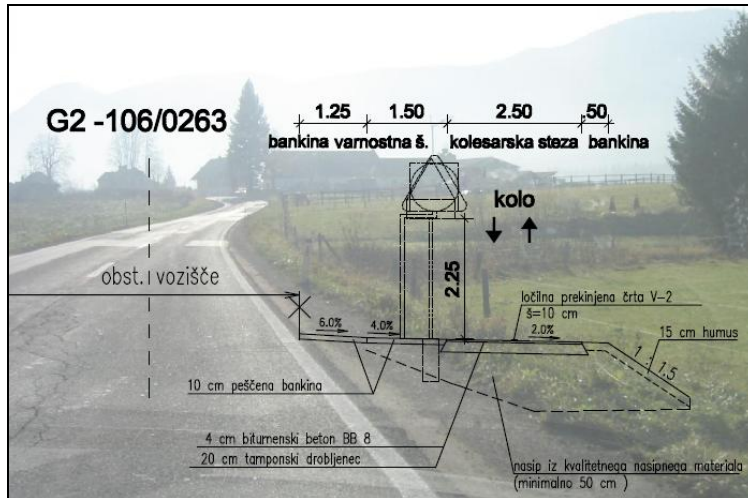 G2 -106/0263
1.25 1.50 2.50 .50
bankina varnostna š. kolesarska steza bankina
kolo
2.25
obst. vozišče
ločilna prekinjena črta V-2
š=10 cm
6.0% 4.0% 2.0%
15 cm humus
1 : 1.5
10 cm peščena bankina
4 cm bitumenski beton BB 8
20 cm tamponski drobljenec
nasip iz kvalitetnega nasipnega materiala
(minimalno 50 cm )